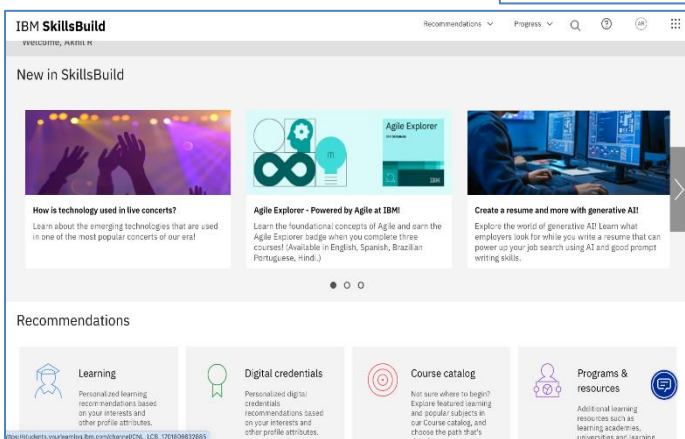 IBM SkillsBuild
Recommendations
Progress
AR
Welcome, Akhil R
New in SkillsBuild
Agile Explorer
IBM
How is technology used in live concerts?
Learn about the emerging technologies that are used
in one of the most popular concerts of our era!
Agile Explorer - Powered by Agile at IBM!
Learn the foundational concepts of Agile and earn the
Agile Explorer badge when you complete three
courses! (Available in English, Spanish, Brazilian
Portuguese, Hindi.)
Create a resume and more with generative AI!
Explore the world of generative AI! Learn what
employers look for while you write a resume that can
power up your job search using AI and good prompt
writing skills.
Recommendations
Learning
Personalized learning
recommendations based
on your interests and
other profile attributes.
Digital credentials
Personalized digital
credentials
recommendations based
on your interests and
other profile attributes.
Course catalog
Not sure where to begin?
Explore featured learning
and popular subjects in
our Course catalog, and
choose the path that's
Programs &
resources
Additional learning
resources such as
learning academies,
universities and learning